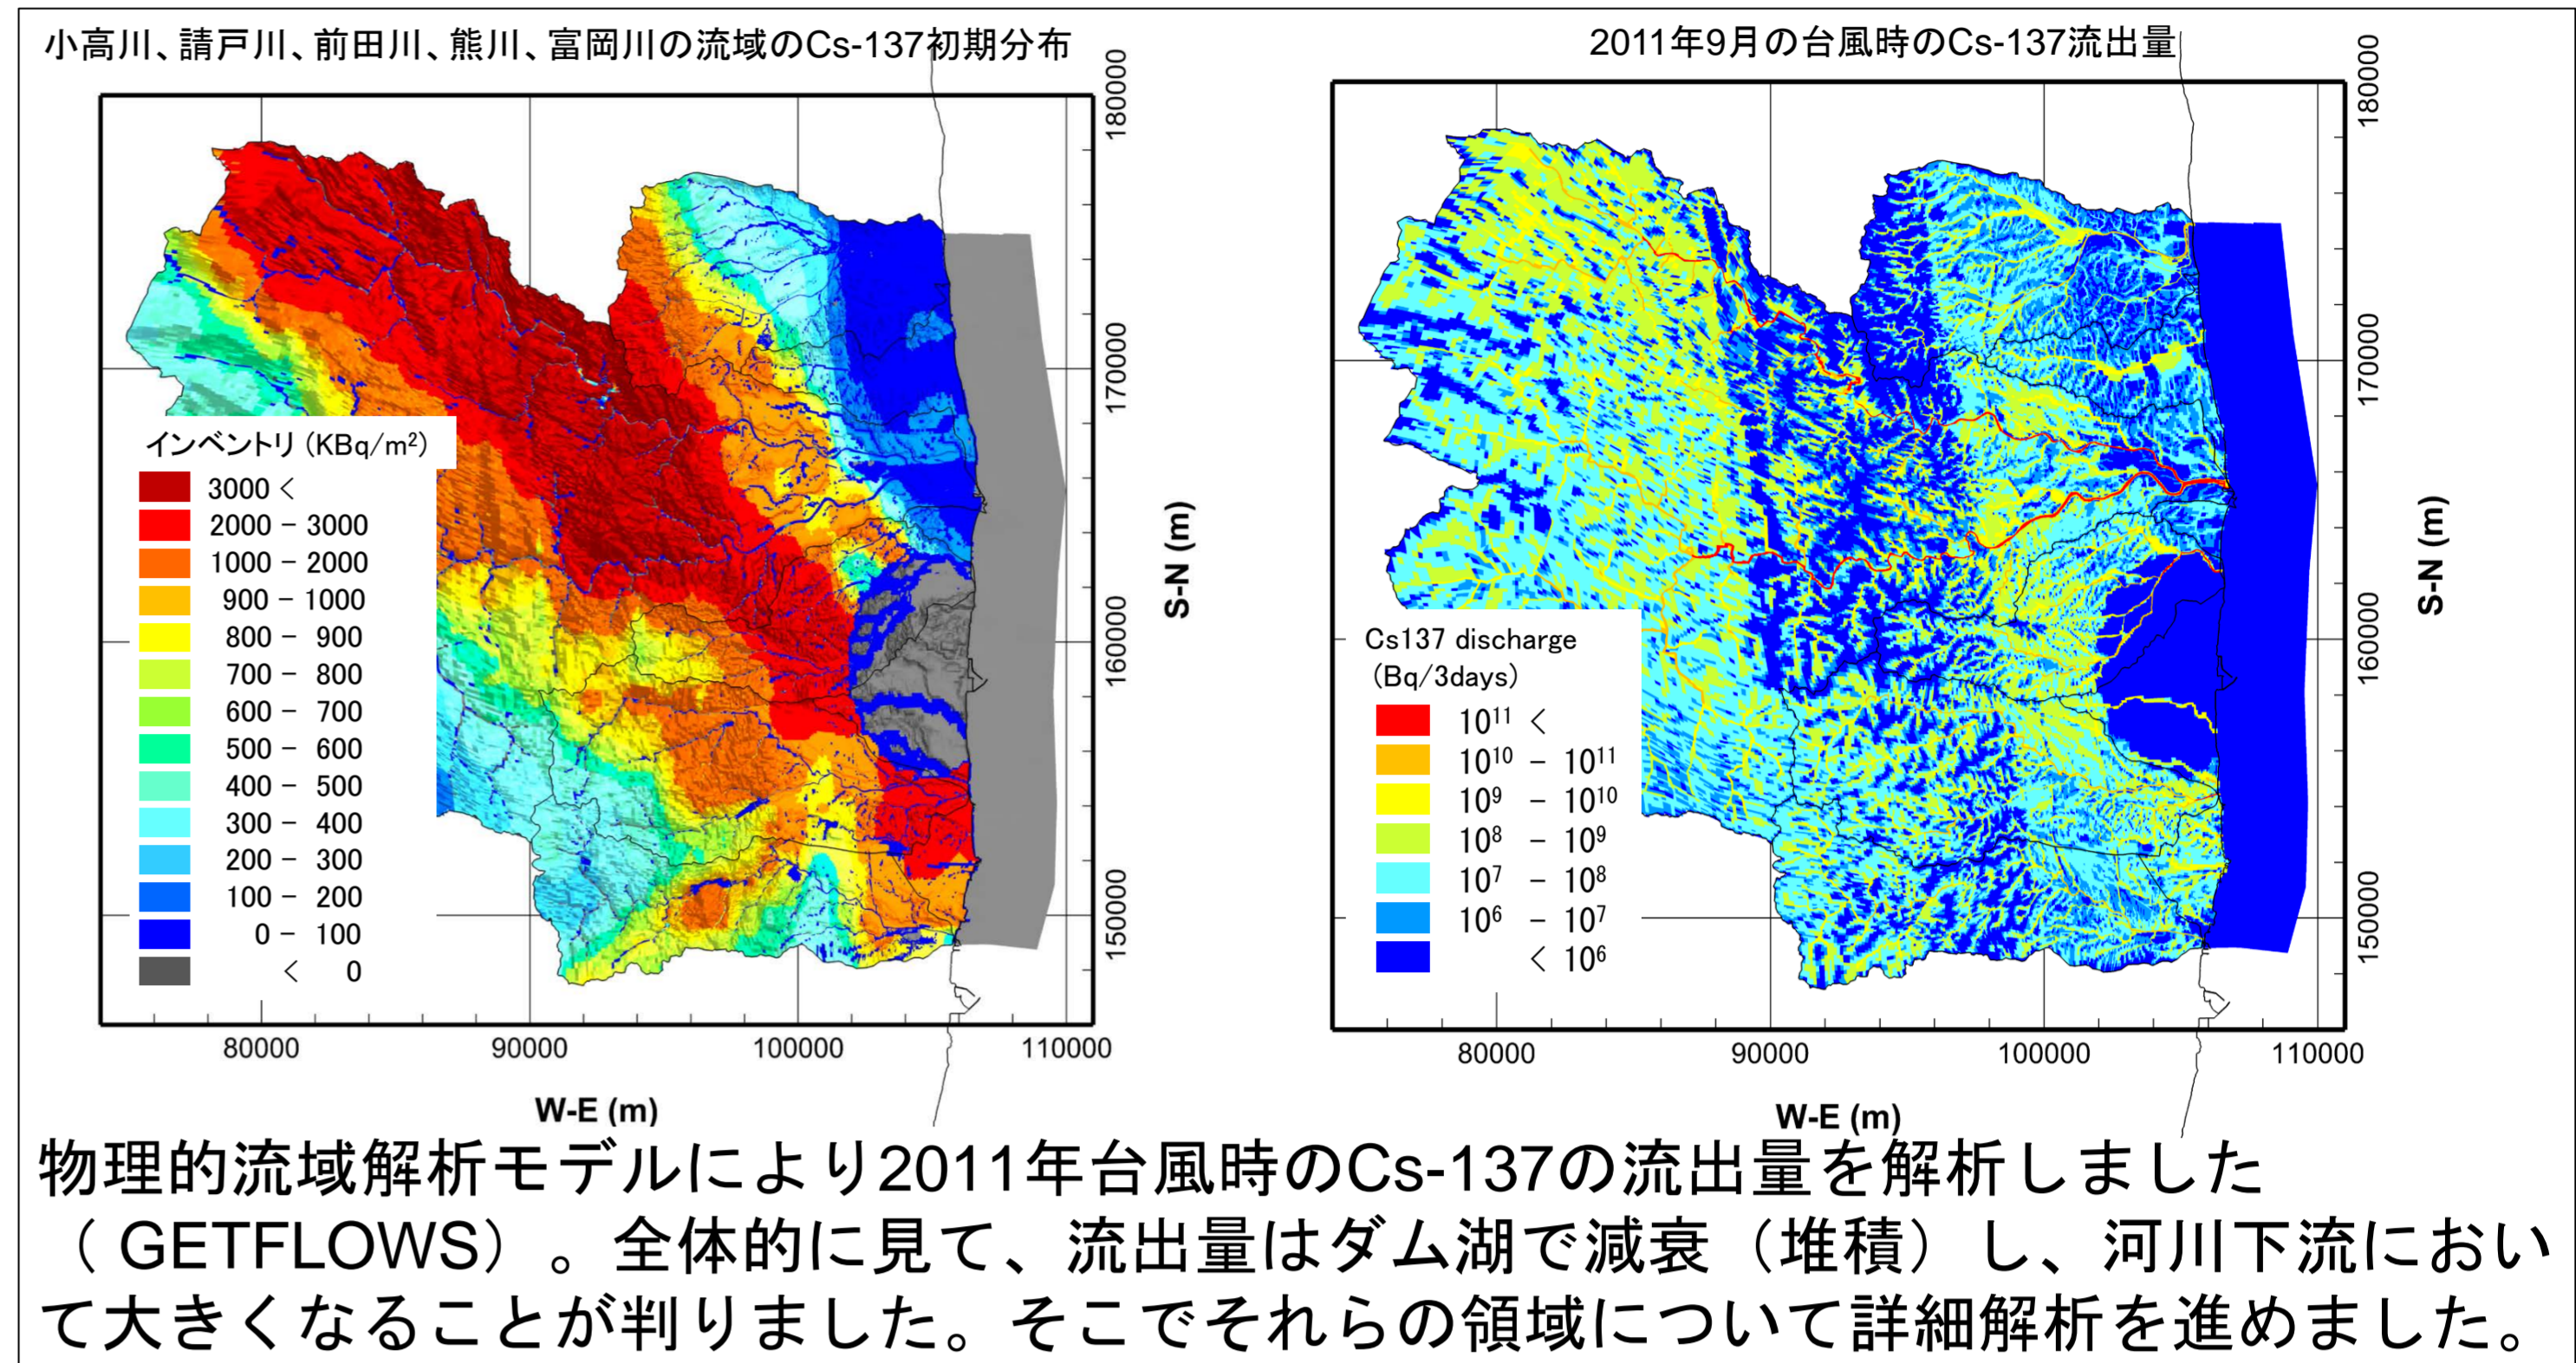 小高川、請戸川、前田川、熊川、富岡川の流域のCs-137初期分布
180000
170000
160000
150000
S-N (m)
インベントリ (KBq/m²)
3000 <
2000 − 3000
1000 − 2000
900 − 1000
800 − 900
700 − 800
600 − 700
500 − 600
400 − 500
300 − 400
200 − 300
100 − 200
0 − 100
< 0
80000 90000 100000 110000
W-E (m)
2011年9月の台風時のCs-137流出量
180000
170000
160000
150000
S-N (m)
Cs137 discharge
(Bq/3days)
10¹¹ <
10¹⁰ − 10¹¹
10⁹ − 10¹⁰
10⁸ − 10⁹
10⁷ − 10⁸
10⁶ − 10⁷
< 10⁶
80000 90000 100000 110000
W-E (m)
物理的流域解析モデルにより2011年台風時のCs-137の流出量を解析しました
（ GETFLOWS）。全体的に見て、流出量はダム湖で減衰（堆積）し、河川下流におい
て大きくなることが判りました。そこでそれらの領域について詳細解析を進めました。